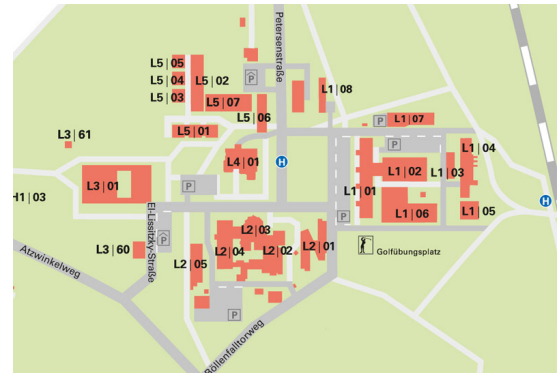 Petersenstraße
L5 | 05
L5 | 04
L5 | 02
L5 | 03
L5 | 07
P
L1 | 08
L5 | 06
P
L1 | 07
L5 | 01
L3 | 61
L4 | 01
H
P
L1 | 04
L1 | 02
L1 | 03
L1 | 01
L3 | 01
P
H1 | 03
H
L1 | 06
L1 | 05
P
El-Lissitzky-Straße
P
L2 | 03
L3 | 60
L2 | 04
L2 | 02
L2 | 01
Golfübungsplatz
L2 | 05
Atzwinkelweg
P
Böllenfalltorweg